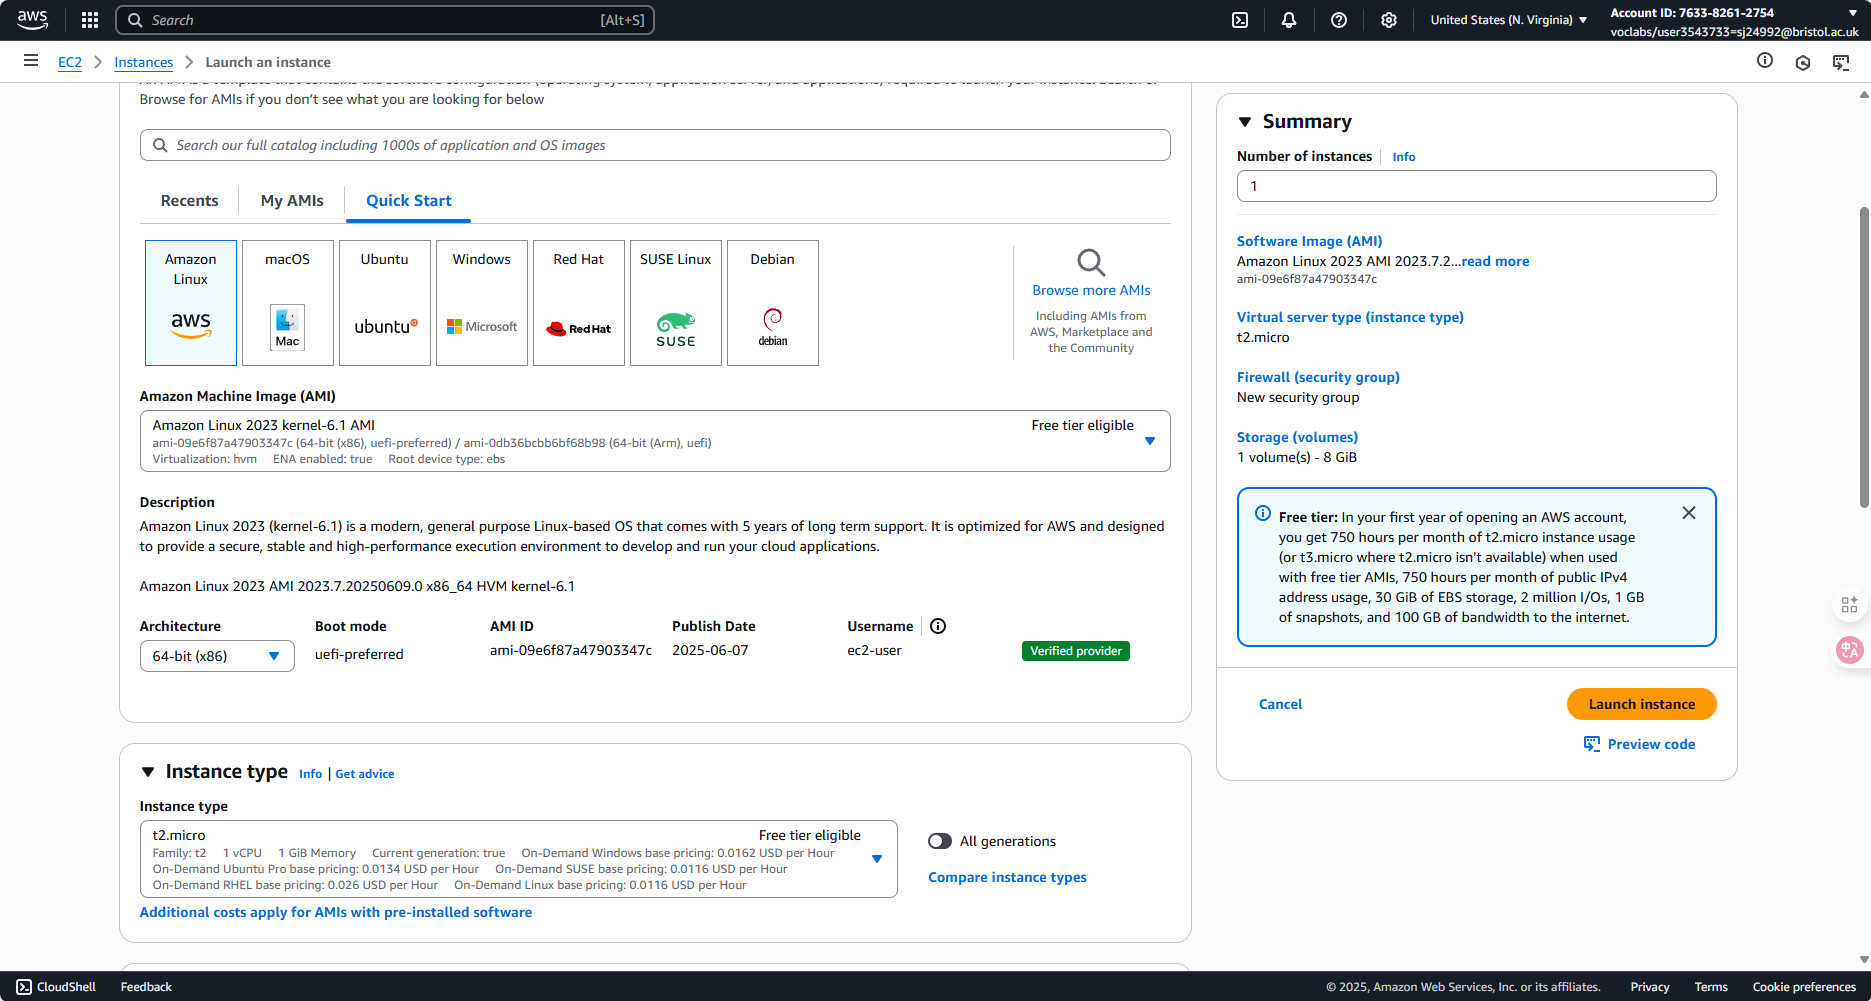 aws
Search
[Alt+S]
United States (N. Virginia)
Account ID: 7633-8261-2754
voclabs/user3543733=sj24992@bristol.ac.uk
EC2
Instances
Launch an instance
Browse for AMIs if you don't see what you are looking for below
Search our full catalog including 1000s of application and OS images
Recents
My AMIs
Quick Start
Amazon Linux
aws
macOS
Mac
Ubuntu
ubuntu
Windows
Microsoft
Red Hat
Red Hat
SUSE Linux
SUSE
Debian
debian
Browse more AMIs
Including AMIs from
AWS, Marketplace and
the Community
Amazon Machine Image (AMI)
Amazon Linux 2023 kernel-6.1 AMI
Free tier eligible
ami-09e6f87a47903347c (64-bit (x86), uefi-preferred) / ami-0db36bcbb6bf68b98 (64-bit (Arm), uefi)
Virtualization: hvm ENA enabled: true Root device type: ebs
Description
Amazon Linux 2023 (kernel-6.1) is a modern, general purpose Linux-based OS that comes with 5 years of long term support. It is optimized for AWS and designed
to provide a secure, stable and high-performance execution environment to develop and run your cloud applications.
Amazon Linux 2023 AMI 2023.7.20250609.0 x86_64 HVM kernel-6.1
Architecture
64-bit (x86)
Boot mode
uefi-preferred
AMI ID
ami-09e6f87a47903347c
Publish Date
2025-06-07
Username
ec2-user
Verified provider
Instance type
Info | Get advice
Instance type
t2.micro
Free tier eligible
Family: t2 1 vCPU 1 GiB Memory Current generation: true On-Demand Windows base pricing: 0.0162 USD per Hour
On-Demand Ubuntu Pro base pricing: 0.0134 USD per Hour On-Demand SUSE base pricing: 0.0116 USD per Hour
On-Demand RHEL base pricing: 0.026 USD per Hour On-Demand Linux base pricing: 0.0116 USD per Hour
All generations
Compare instance types
Additional costs apply for AMIs with pre-installed software
Summary
Number of instances
Info
1
Software Image (AMI)
Amazon Linux 2023 AMI 2023.7.2...read more
ami-09e6f87a47903347c
Virtual server type (instance type)
t2.micro
Firewall (security group)
New security group
Storage (volumes)
1 volume(s) - 8 GiB
Free tier: In your first year of opening an AWS account,
you get 750 hours per month of t2.micro instance usage
(or t3.micro where t2.micro isn't available) when used
with free tier AMIs, 750 hours per month of public IPv4
address usage, 30 GiB of EBS storage, 2 million I/Os, 1 GB
of snapshots, and 100 GB of bandwidth to the internet.
Cancel
Launch instance
Preview code
CloudShell
Feedback
© 2025, Amazon Web Services, Inc. or its affiliates.
Privacy
Terms
Cookie preferences